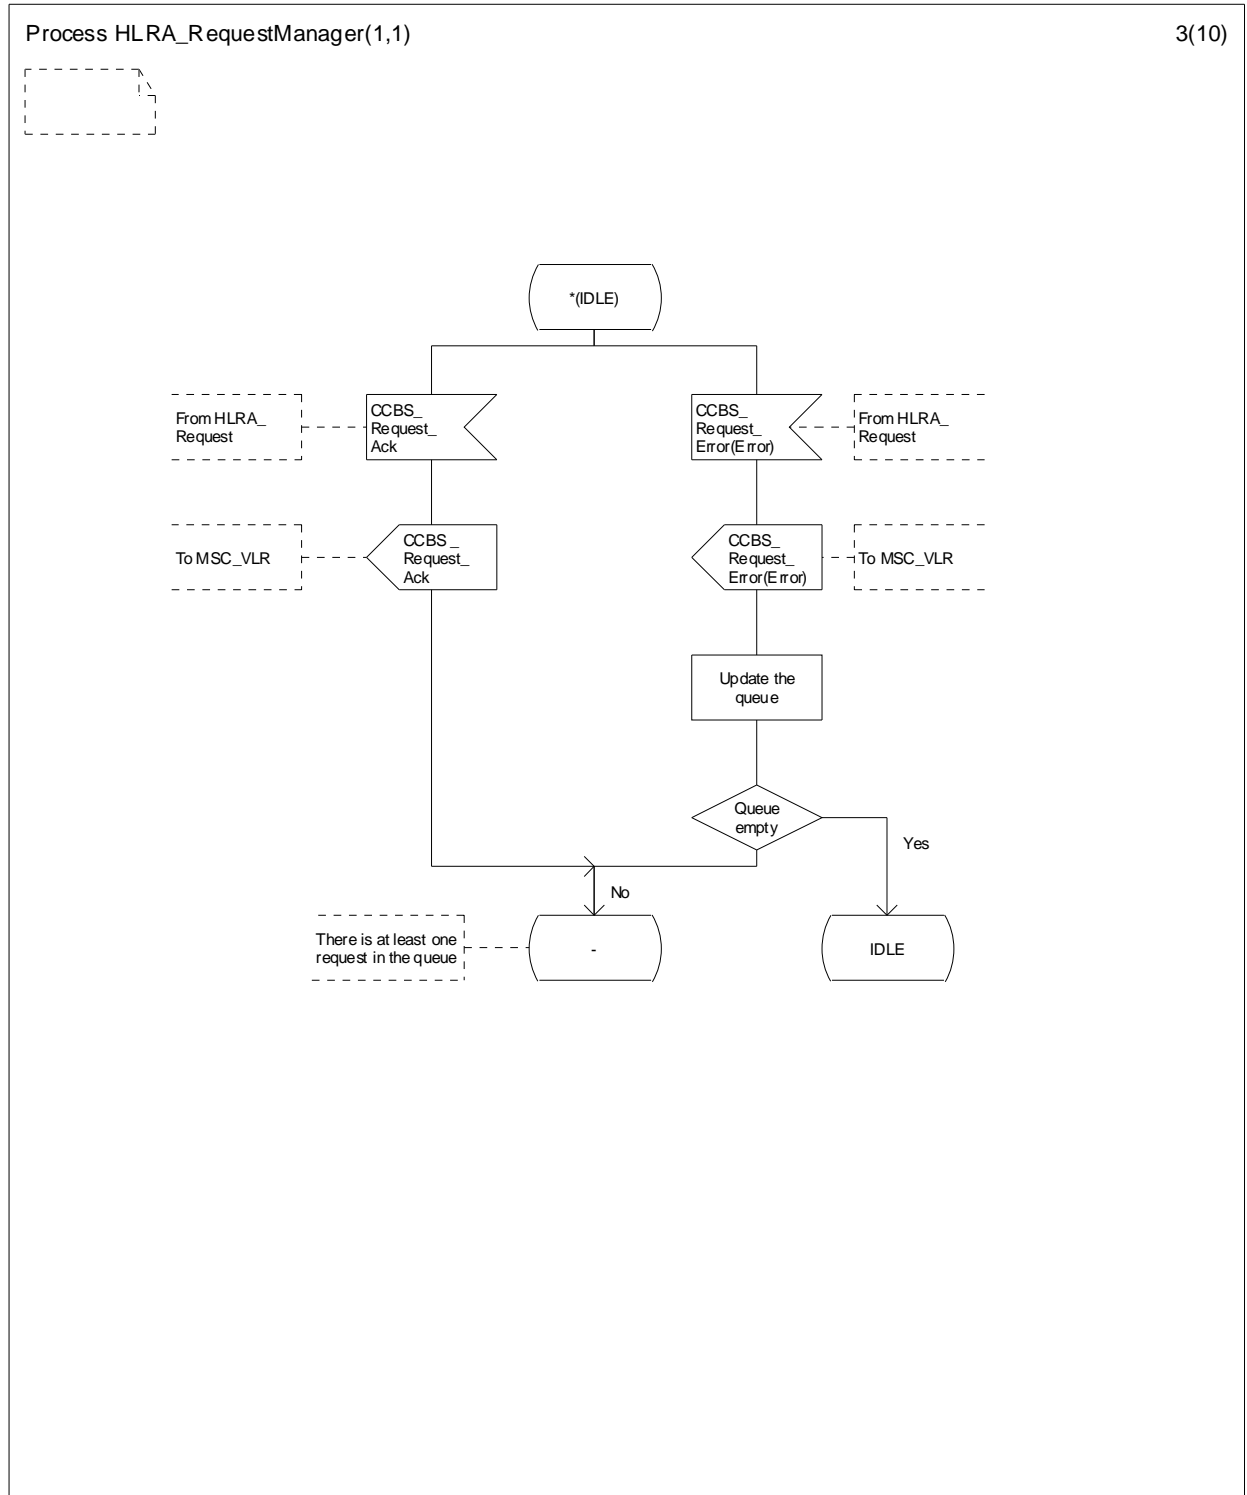 Process HLRA_RequestManager(1,1)
3(10)
*(IDLE)
From HLRA_
Request
CCBS_
Request_
Ack
CCBS_
Request_
Error(Error)
From HLRA_
Request
To MSC_VLR
CCBS_
Request_
Ack
CCBS_
Request_
Error(Error)
To MSC_VLR
Update the
queue
Queue
empty
Yes
No
There is at least one
request in the queue
-
IDLE